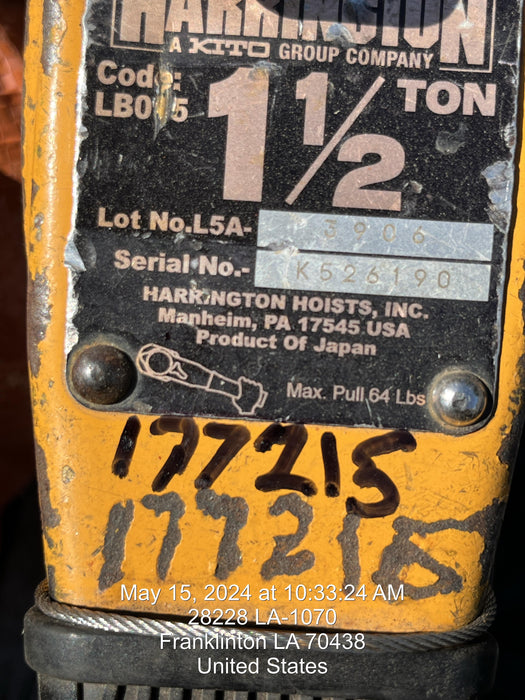 HARRINGTON
A KITO GROUP COMPANY
Code:
LB015
1 1/2 TON
Lot No.L5A- 3906
Serial No.- K526190
HARRINGTON HOISTS, INC.
Manheim, PA 17545 USA
Product Of Japan
Max. Pull 64 Lbs
177215
177215
May 15, 2024 at 10:33:24 AM
28228 LA-1070
Franklinton LA 70438
United States